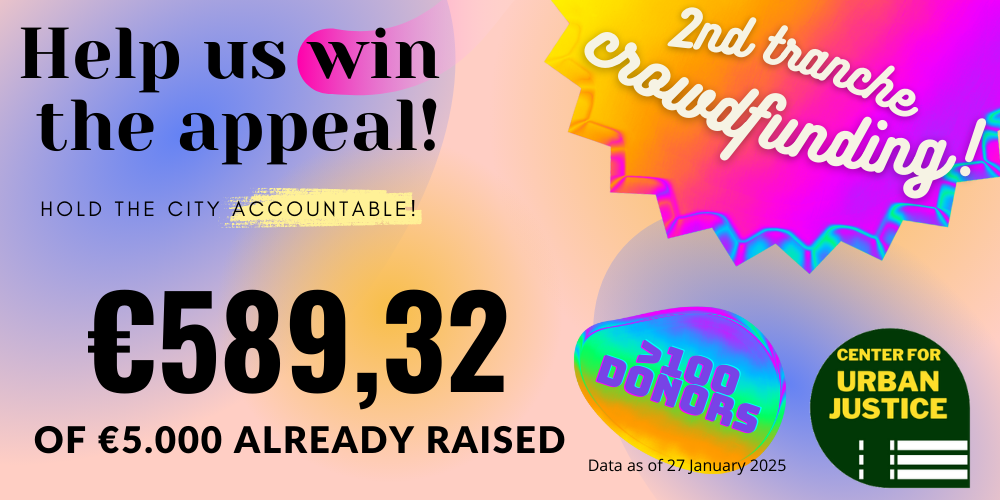 Help us win
the appeal!
HOLD THE CITY ACCOUNTABLE!
2nd tranche
crowdfunding!
€589,32
OF €5.000 ALREADY RAISED
>100
DONORS
Data as of 27 January 2025
CENTER FOR
URBAN
JUSTICE